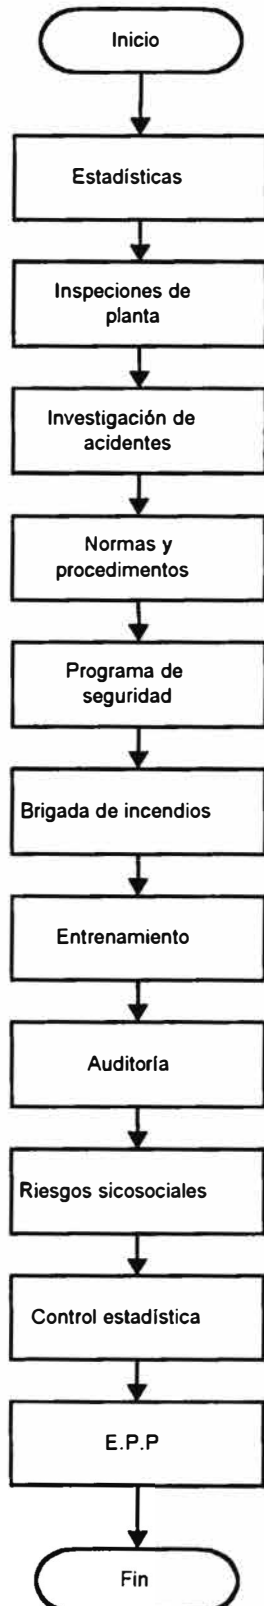 Inicio
Estadísticas
Inspeciones de
planta
Investigación de
acidentes
Normas y
procedimentos
Programa de
seguridad
Brigada de incendios
Entrenamiento
Auditoría
Riesgos sicosociales
Control estadística
E.P.P
Fin